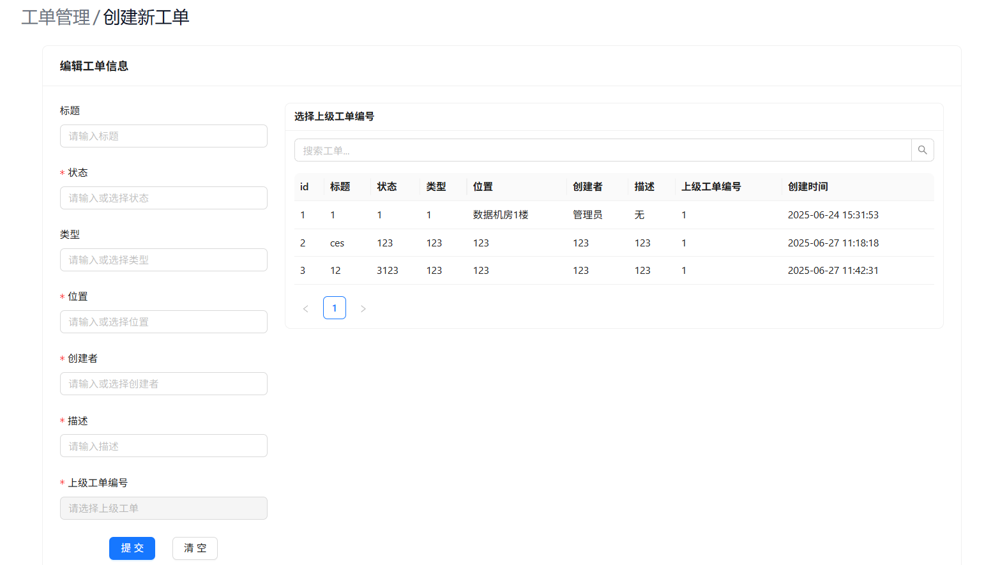 工单管理 / 创建新工单
编辑工单信息
标题
请输入标题
* 状态
请输入或选择状态
类型
请输入或选择类型
* 位置
请输入或选择位置
* 创建者
请输入或选择创建者
* 描述
请输入描述
* 上级工单编号
请选择上级工单
提 交 清 空
选择上级工单编号
搜索工单...
id 标题 状态 类型 位置 创建者 描述 上级工单编号 创建时间
1 1 1 1 数据机房1楼 管理员 无 1 2025-06-24 15:31:53
2 ces 123 123 123 123 123 1 2025-06-27 11:18:18
3 12 3123 123 123 123 123 1 2025-06-27 11:42:31
< 1 >